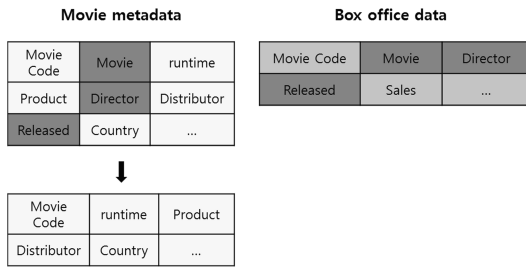 Movie metadata
Box office data
Movie Code
Movie
runtime
Product
Director
Distributor
Released
Country
...
Movie Code
Movie
Director
Released
Sales
...
Movie Code
runtime
Product
Distributor
Country
...